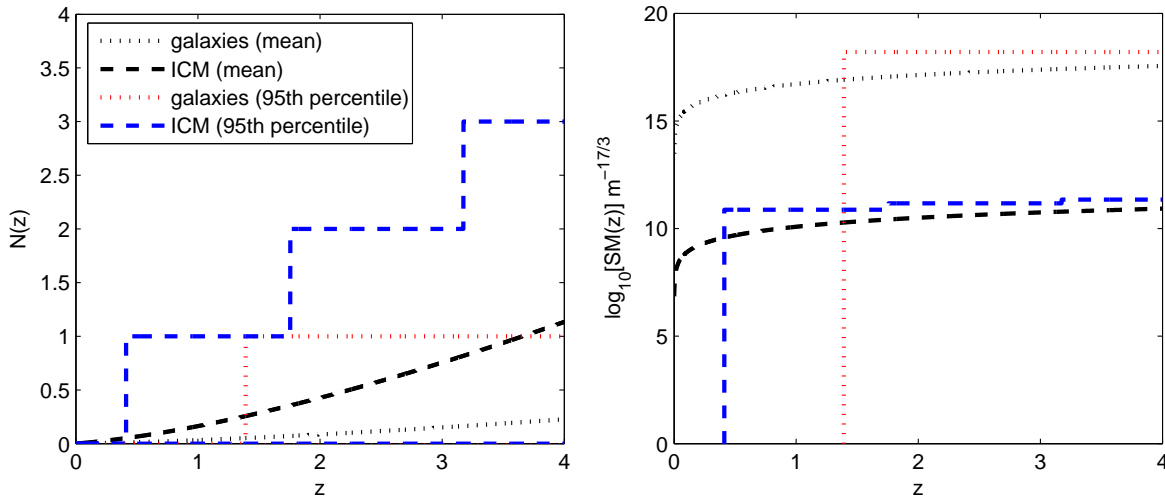 4
3.5
3
2.5
2
1.5
1
0.5
0
0 1 2 3 4
z
N(z)
galaxies (mean)
ICM (mean)
galaxies (95th percentile)
ICM (95th percentile)
20
15
10
5
0
0 1 2 3 4
z
log₁₀[SM(z)] m⁻¹⁷/³